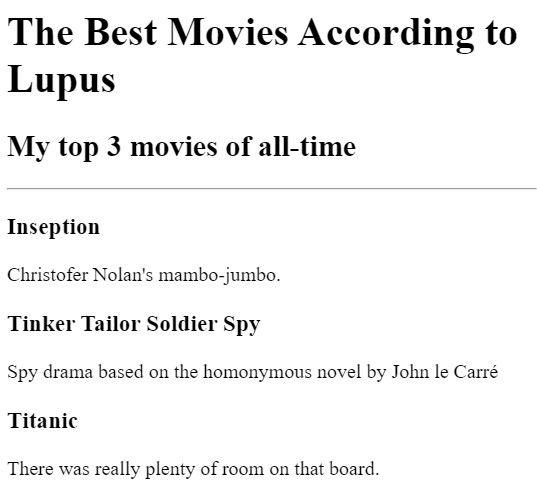 The Best Movies According to
Lupus
My top 3 movies of all-time
Inseption
Christofer Nolan's mambo-jumbo.
Tinker Tailor Soldier Spy
Spy drama based on the homonymous novel by John le Carré
Titanic
There was really plenty of room on that board.